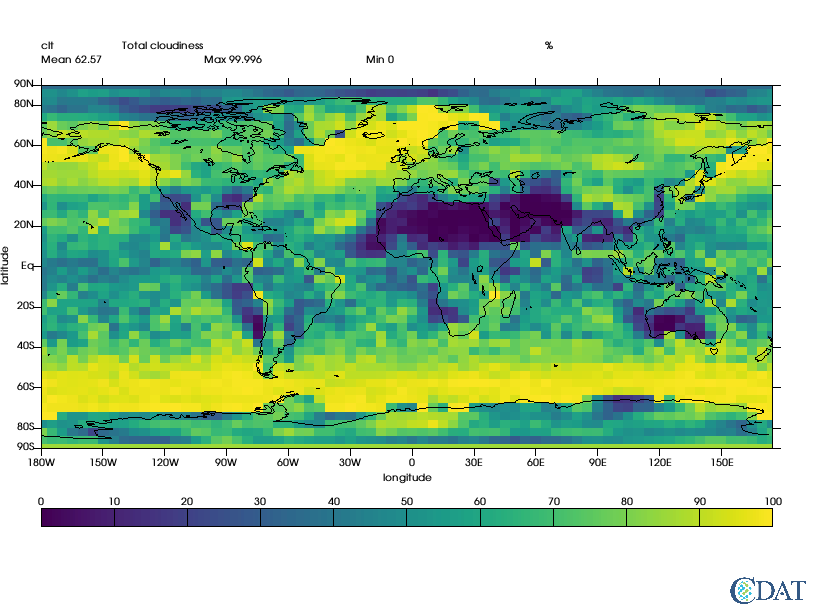 clt Total cloudiness %
Mean 62.57 Max 99.996 Min 0
90N
80N
60N
40N
20N
Eq
20S
40S
60S
80S
90S
latitude
180W 150W 120W 90W 60W 30W 0 30E 60E 90E 120E 150E
longitude
0 10 20 30 40 50 60 70 80 90 100
CDAT